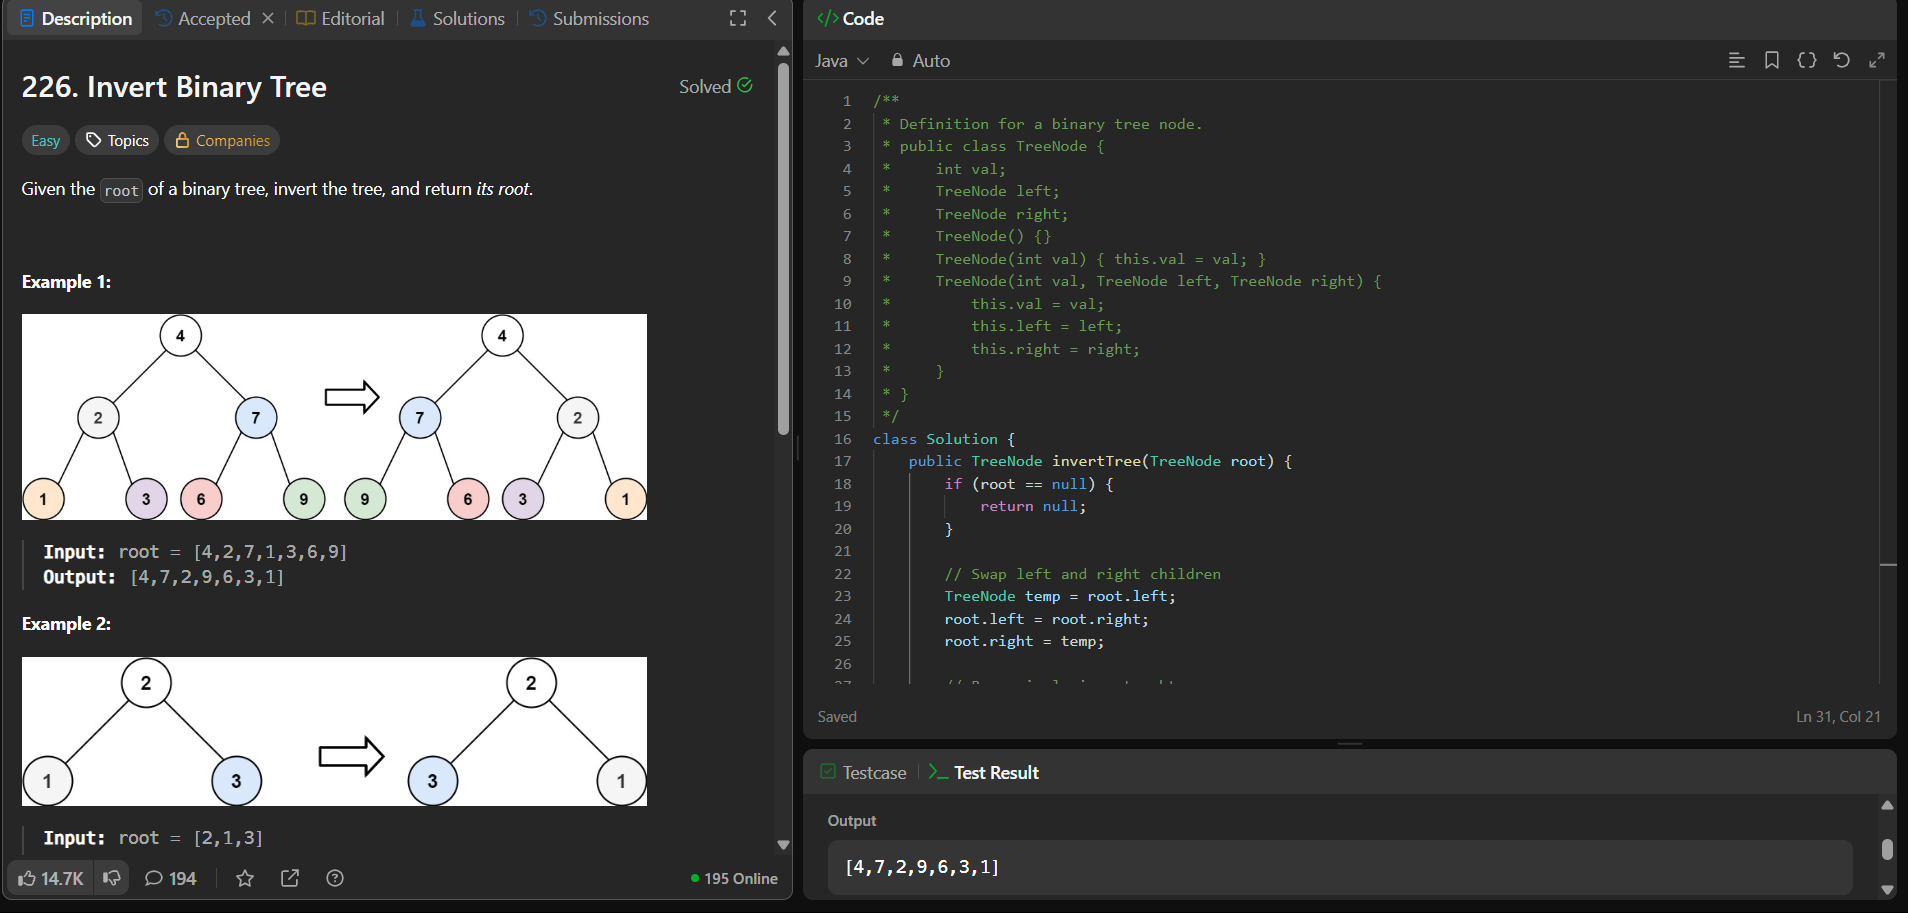 Description
Accepted
Editorial
Solutions
Submissions
226. Invert Binary Tree
Solved
Easy
Topics
Companies
Given the root of a binary tree, invert the tree, and return its root.
Example 1:
4 4
2 7 7 2
1 3 6 9 9 6 3 1
Input: root = [4,2,7,1,3,6,9]
Output: [4,7,2,9,6,3,1]
Example 2:
2 2
1 3 3 1
Input: root = [2,1,3]
14.7K
194
195 Online
</> Code
Java
Auto
1 /**
2 * Definition for a binary tree node.
3 * public class TreeNode {
4 *     int val;
5 *     TreeNode left;
6 *     TreeNode right;
7 *     TreeNode() {}
8 *     TreeNode(int val) { this.val = val; }
9 *     TreeNode(int val, TreeNode left, TreeNode right) {
10 *         this.val = val;
11 *         this.left = left;
12 *         this.right = right;
13 *     }
14 * }
15 */
16 class Solution {
17     public TreeNode invertTree(TreeNode root) {
18         if (root == null) {
19             return null;
20         }
21
22         // Swap left and right children
23         TreeNode temp = root.left;
24         root.left = root.right;
25         root.right = temp;
26
Saved
Ln 31, Col 21
Testcase
Test Result
Output
[4,7,2,9,6,3,1]